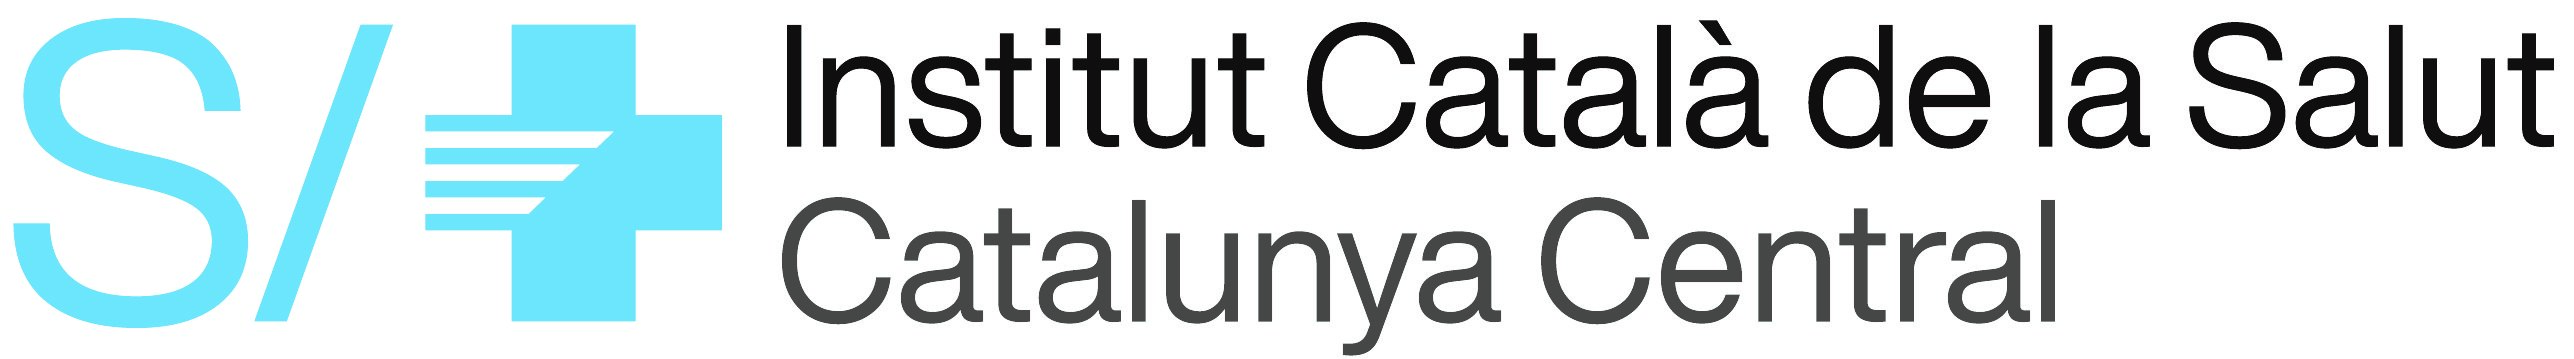 S/
Institut Català de la Salut
Catalunya Central